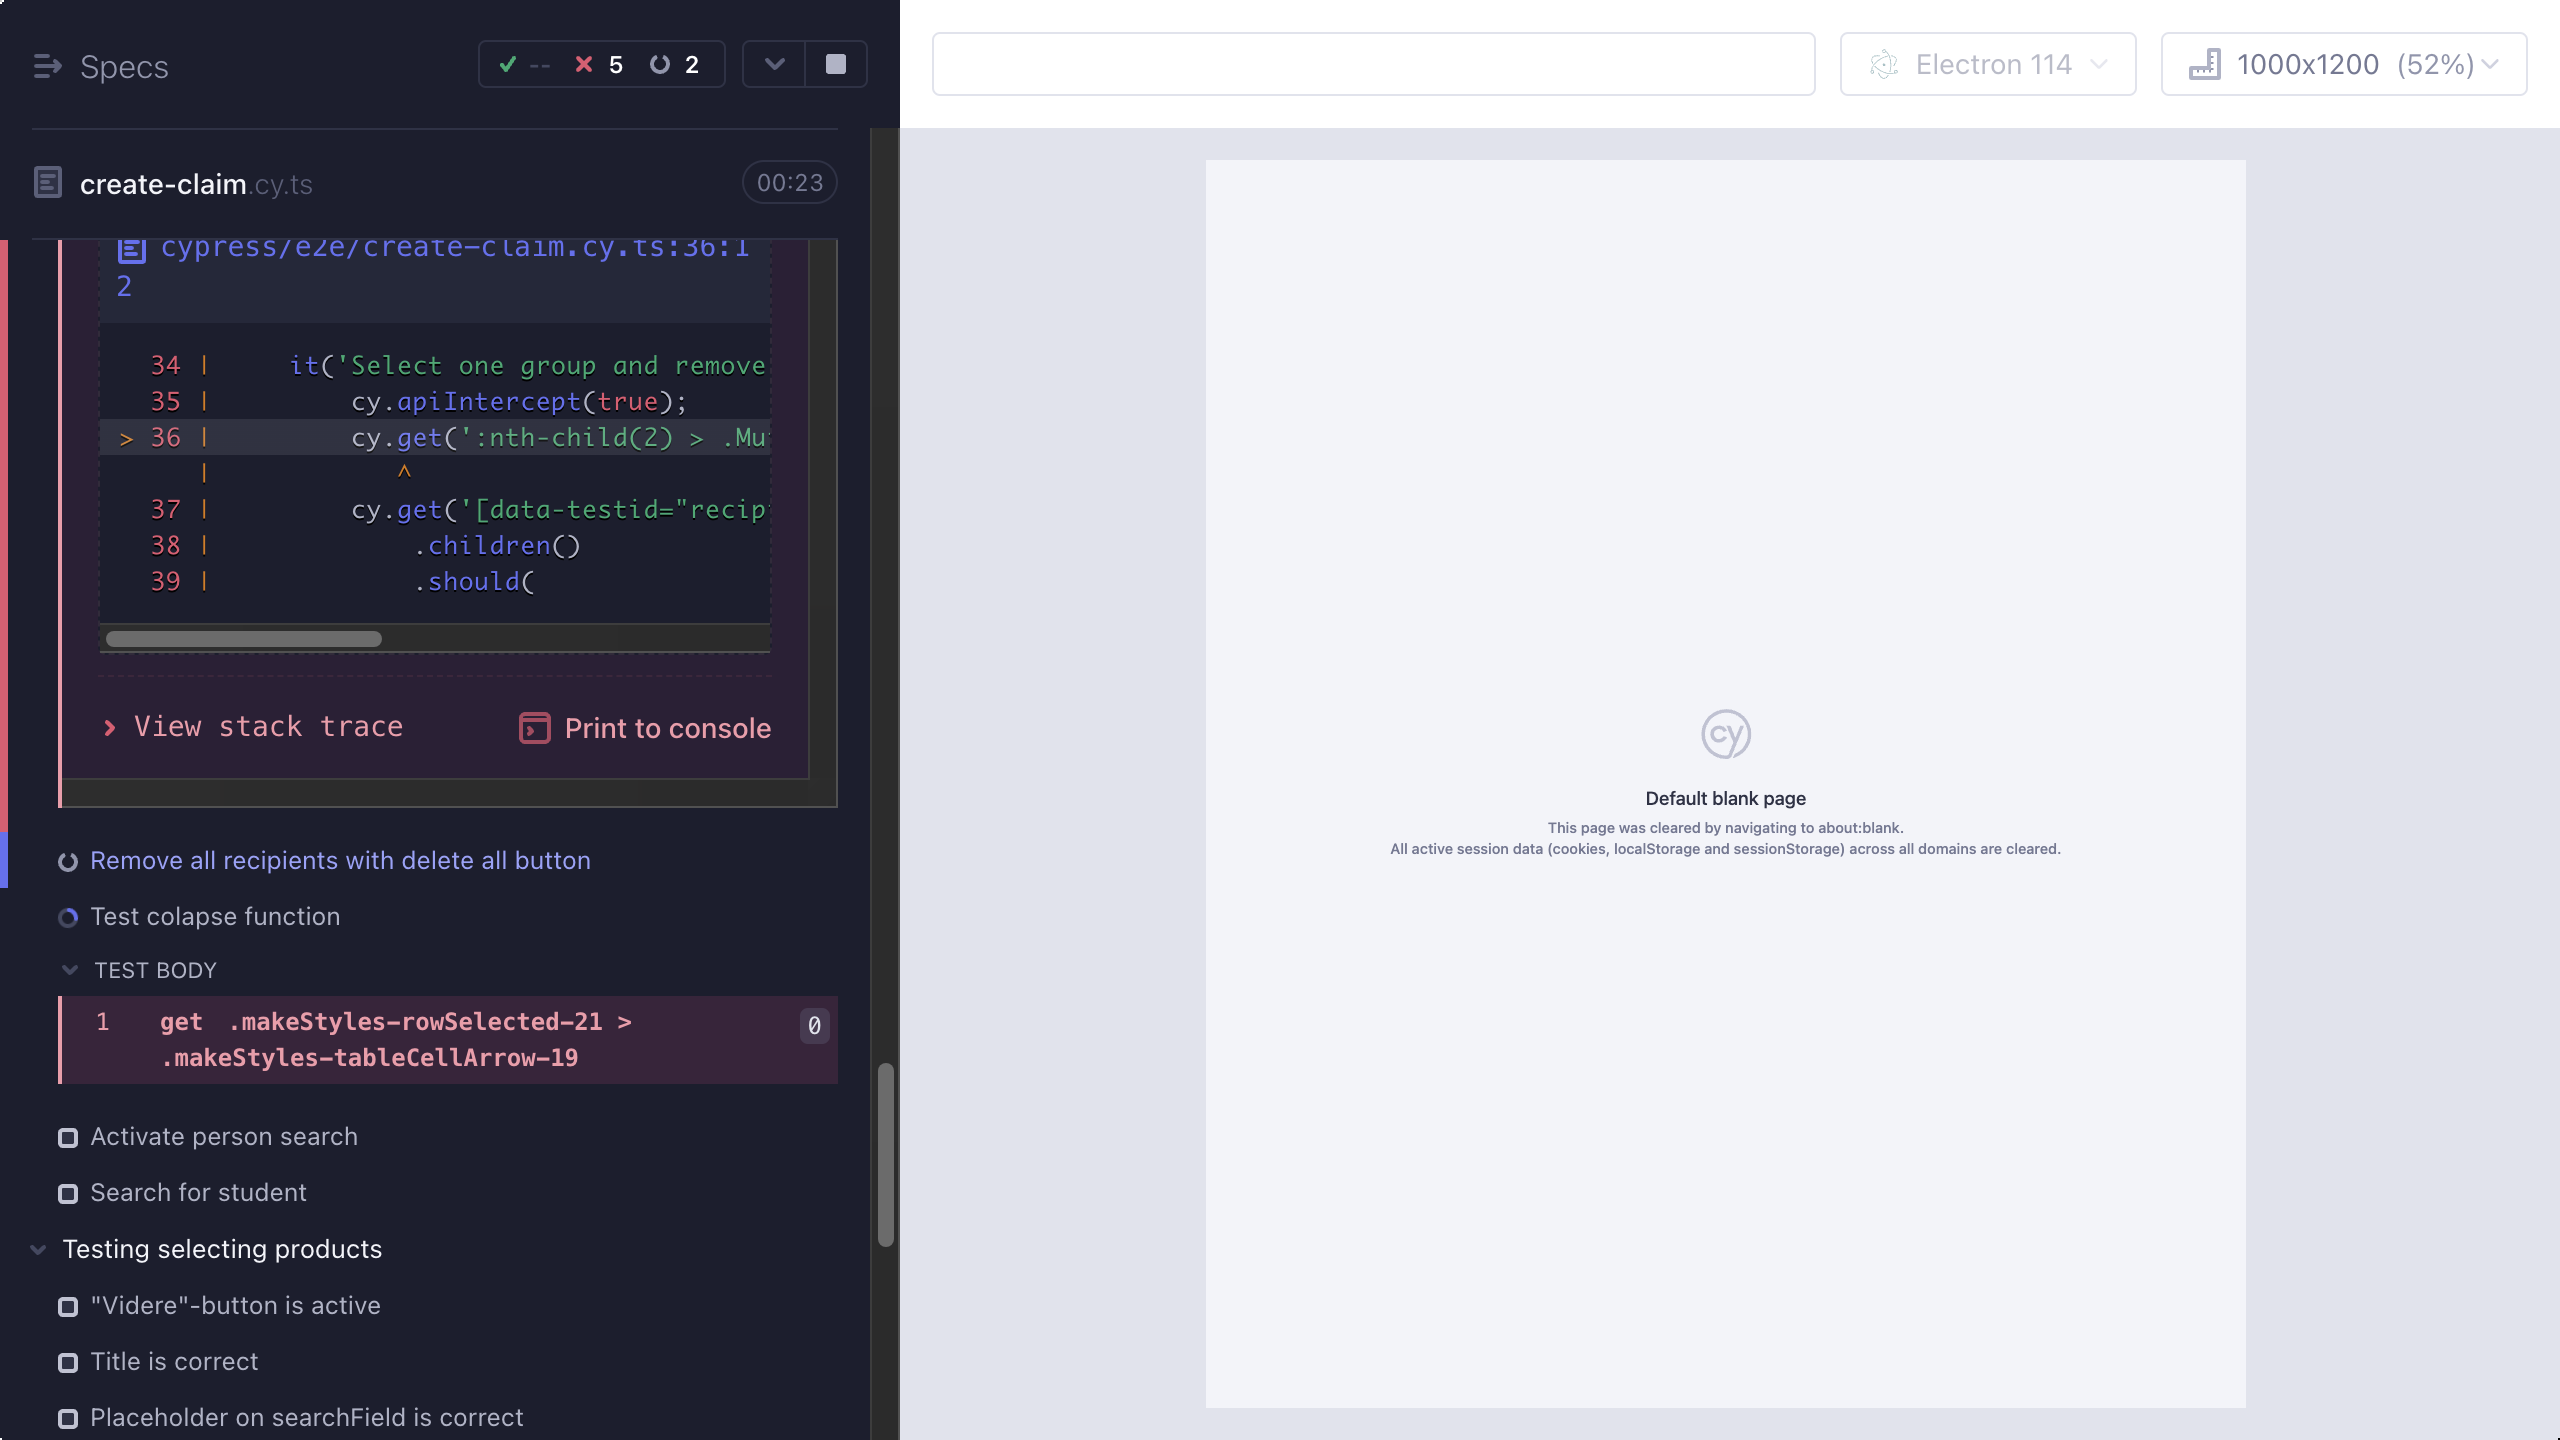 Specs
-- 5 2
create-claim.cy.ts
00:23
cypress/e2e/create-claim.cy.ts:36:1
2
34 | it('Select one group and remove
35 | cy.apiIntercept(true);
> 36 | cy.get(':nth-child(2) > .Mu
| ^
37 | cy.get('[data-testid="recip
38 | .children()
39 | .should(
View stack trace
Print to console
Remove all recipients with delete all button
Test colapse function
TEST BODY
1 get .makeStyles-rowSelected-21 >
.makeStyles-tableCellArrow-19
0
Activate person search
Search for student
Testing selecting products
"Videre"-button is active
Title is correct
Placeholder on searchField is correct
Electron 114
1000x1200 (52%)
cy
Default blank page
This page was cleared by navigating to about:blank.
All active session data (cookies, localStorage and sessionStorage) across all domains are cleared.